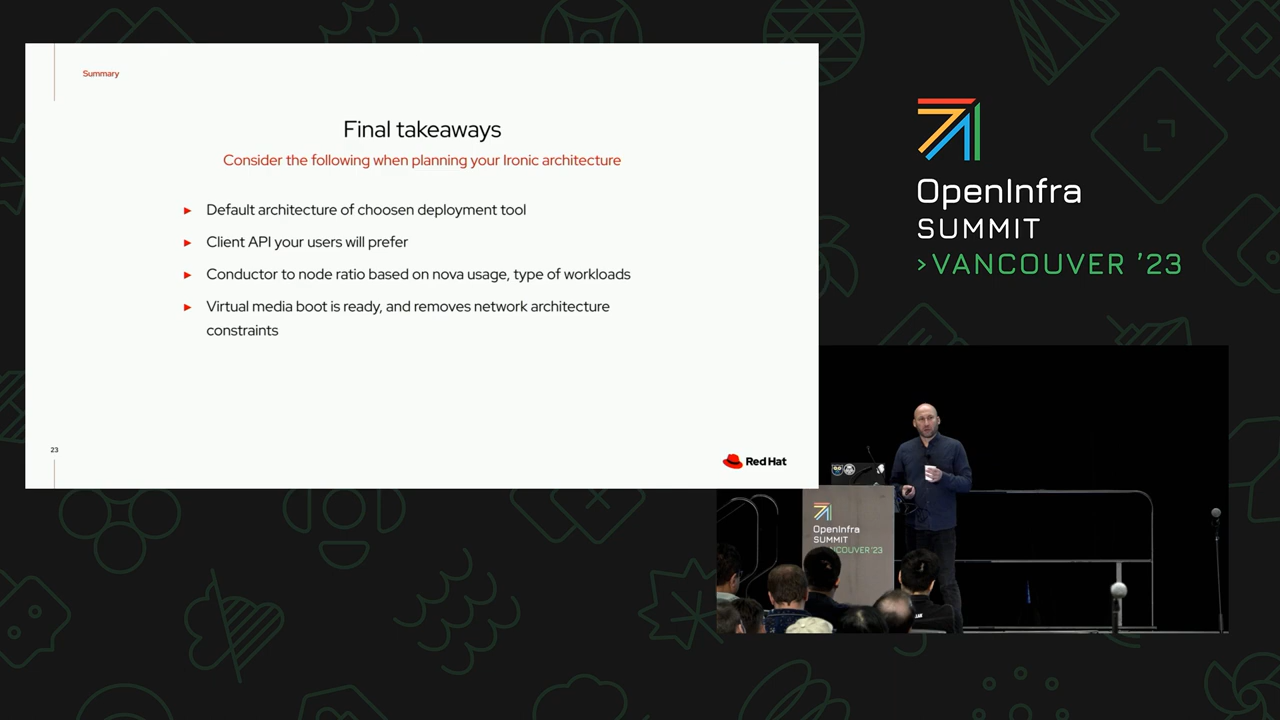 Summary
Final takeaways
Consider the following when planning your Ironic architecture
Default architecture of choosen deployment tool
Client API your users will prefer
Conductor to node ratio based on nova usage, type of workloads
Virtual media boot is ready, and removes network architecture
constraints
23
Red Hat
OpenInfra
SUMMIT
>VANCOUVER '23
OpenInfra
SUMMIT
VANCOUVER '23